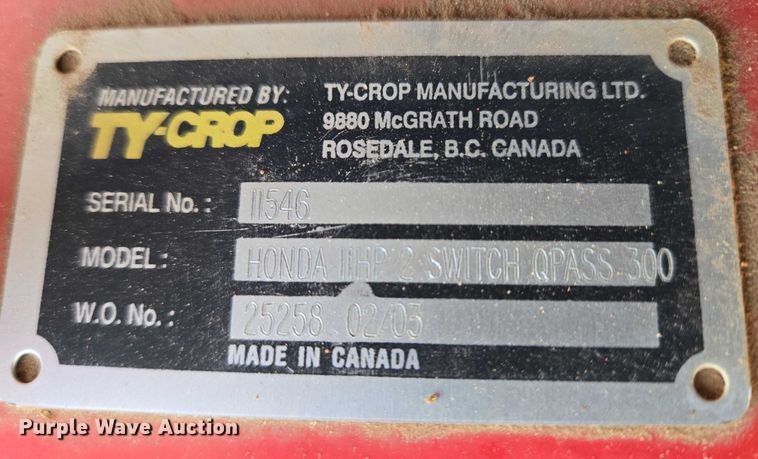 MANUFACTURED BY:
TY-CROP
TY-CROP MANUFACTURING LTD.
9880 McGRATH ROAD
ROSEDALE, B.C. CANADA
SERIAL No.: 11546
MODEL: HONDA 11HP 2 SWITCH QPASS 300
W.O. No.: 25258 02/03
MADE IN CANADA
Purple Wave Auction